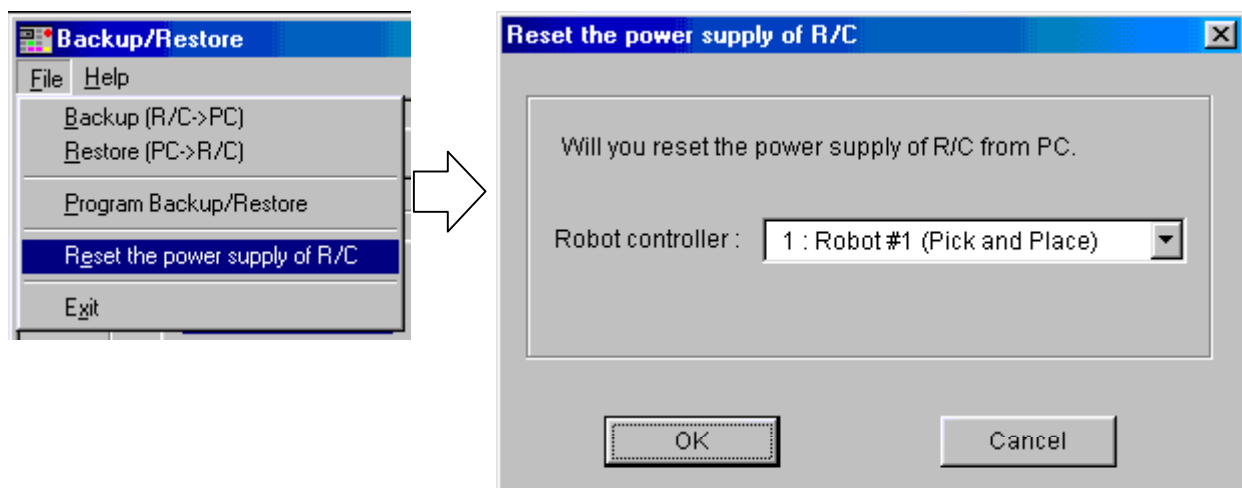 Backup/Restore
File Help
Backup (R/C->PC)
Restore (PC->R/C)
Program Backup/Restore
Reset the power supply of R/C
Exit
Reset the power supply of R/C
Will you reset the power supply of R/C from PC.
Robot controller : 1 : Robot #1 (Pick and Place)
OK Cancel